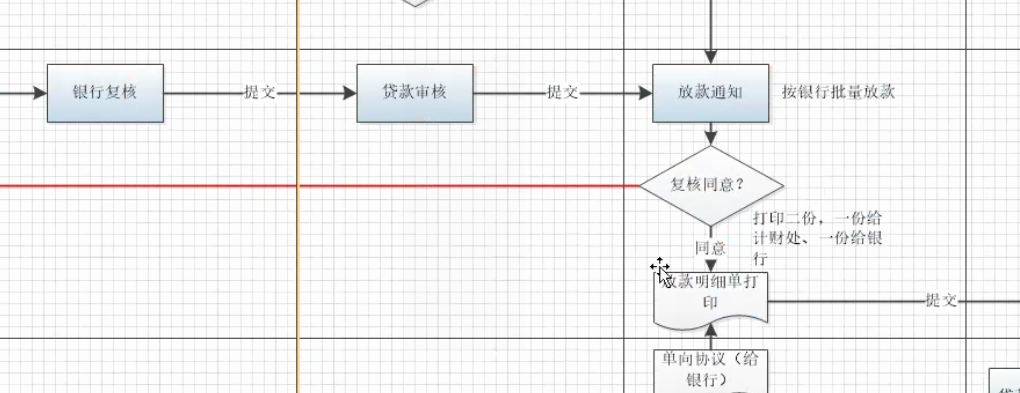 银行复核
提交
贷款审核
提交
放款通知
按银行批量放款
复核同意？
打印二份，一份给
计财处、一份给银
行
同意
放款明细单打
印
提交
单向协议（给
银行）